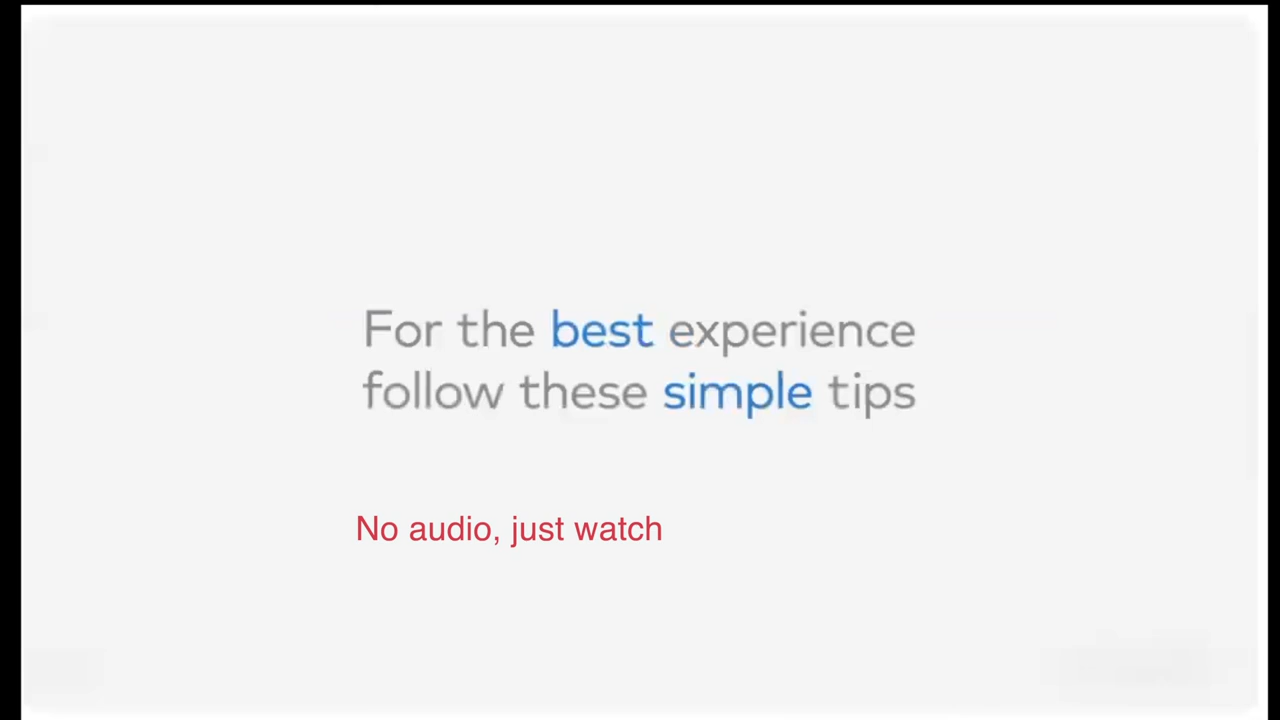 For the best experience
follow these simple tips
No audio, just watch